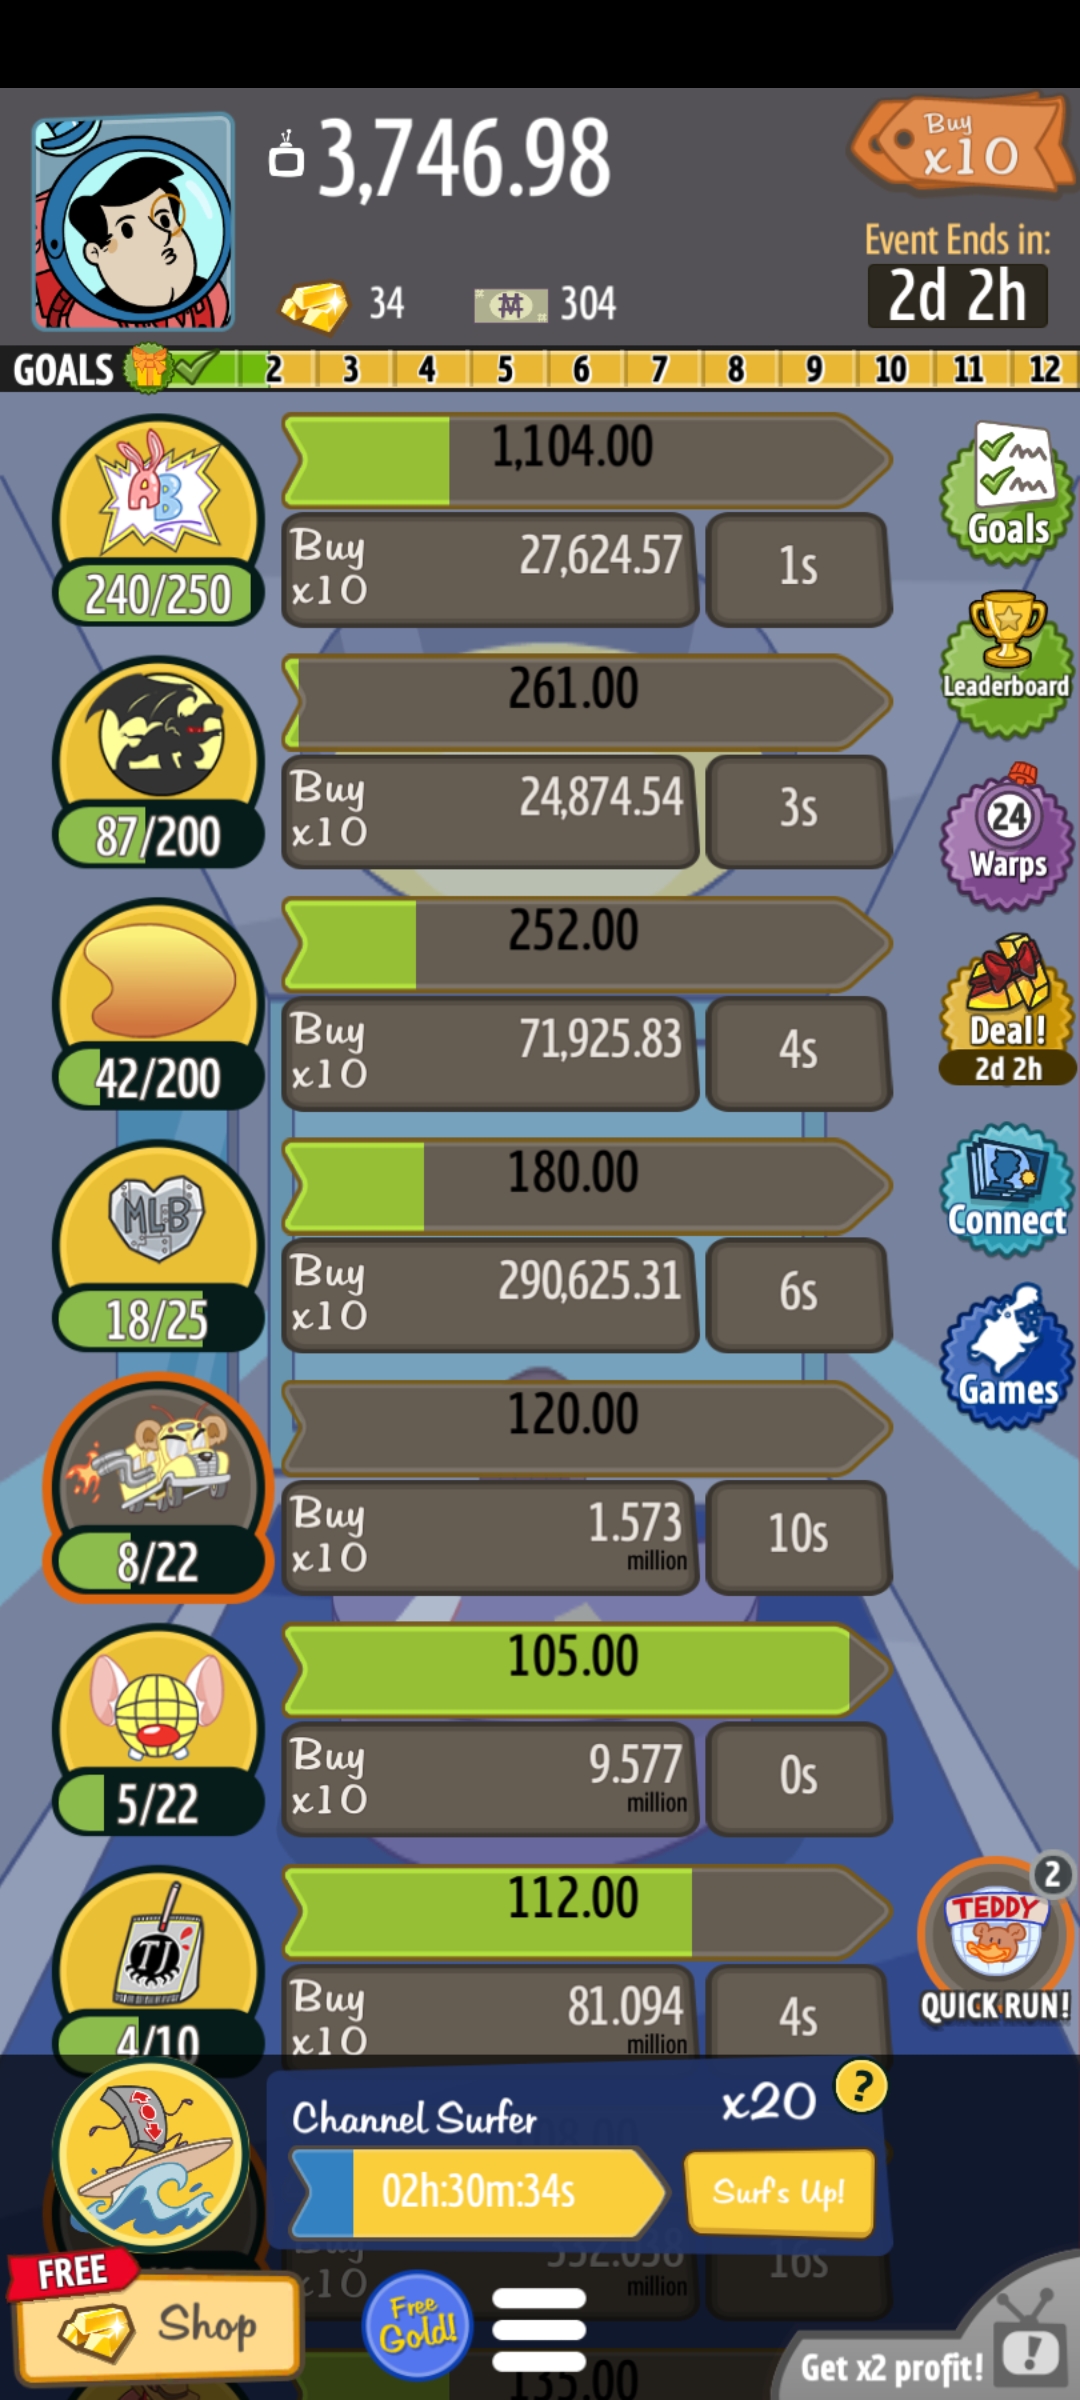 3,746.98
Buy
x10
Event Ends in:
2d 2h
34
304
GOALS 2 3 4 5 6 7 8 9 10 11 12
AB
1,104.00
240/250
Buy
x10
27,624.57
1s
Goals
Leaderboard
261.00
87/200
Buy
x10
24,874.54
3s
24
Warps
252.00
42/200
Buy
x10
71,925.83
4s
Deal!
2d 2h
MLB
180.00
18/25
Buy
x10
290,625.31
6s
Connect
Games
120.00
8/22
Buy
x10
1.573
million
10s
105.00
5/22
Buy
x10
9.577
million
0s
TJ
112.00
4/10
Buy
x10
81.094
million
4s
2
TEDDY
QUICK RUN!
Channel Surfer
x20
?
02h:30m:34s
Surf's Up!
Buy
x10
332.038
million
16s
FREE
Shop
Free
Gold!
135.00
Get x2 profit!
!